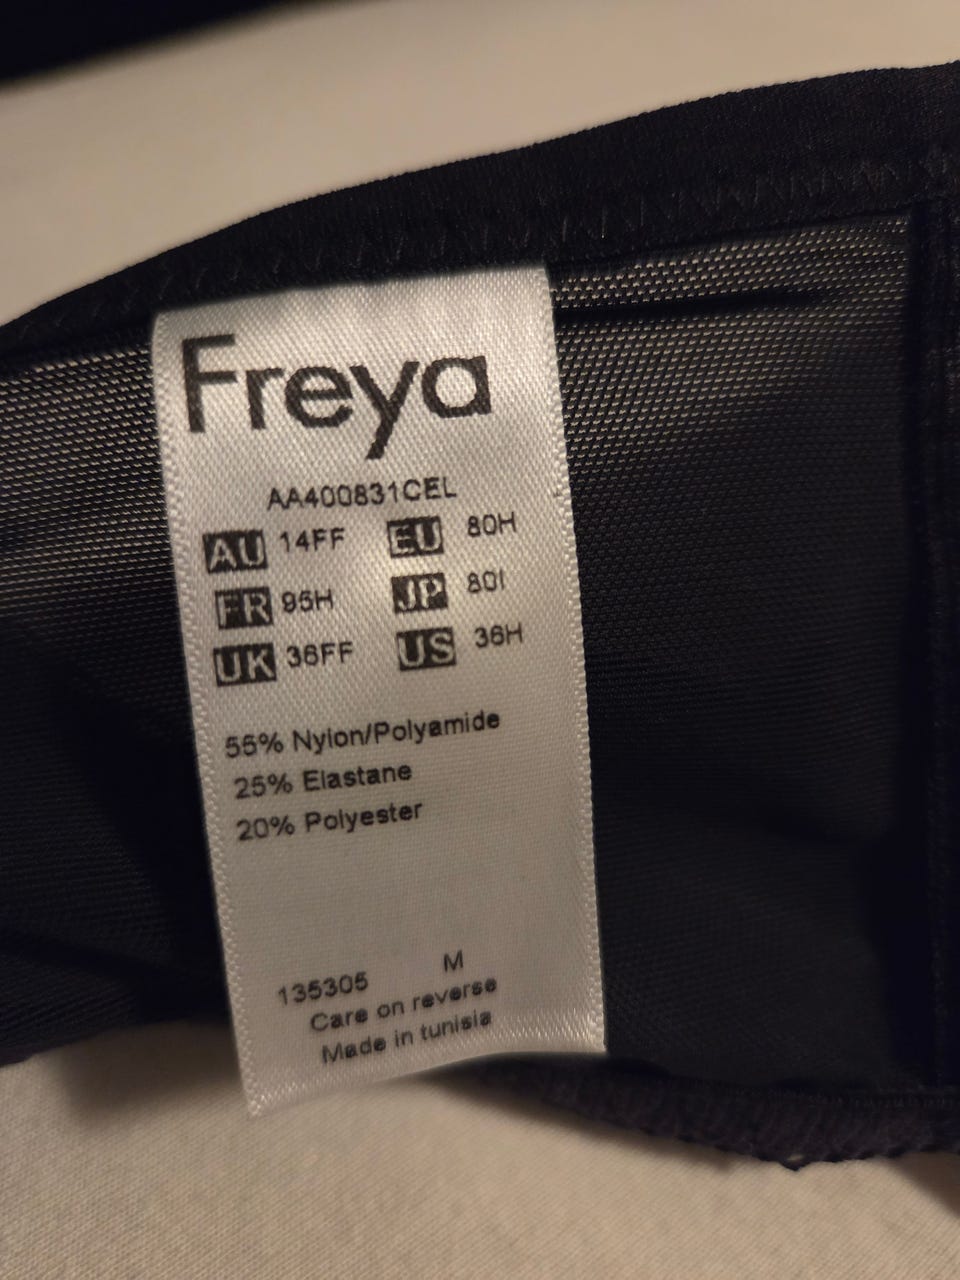 Freya
AA400831CEL
AU 14FF EU 80H
FR 95H JP 80I
UK 36FF US 36H
55% Nylon/Polyamide
25% Elastane
20% Polyester
135305 M
Care on reverse
Made in tunisia